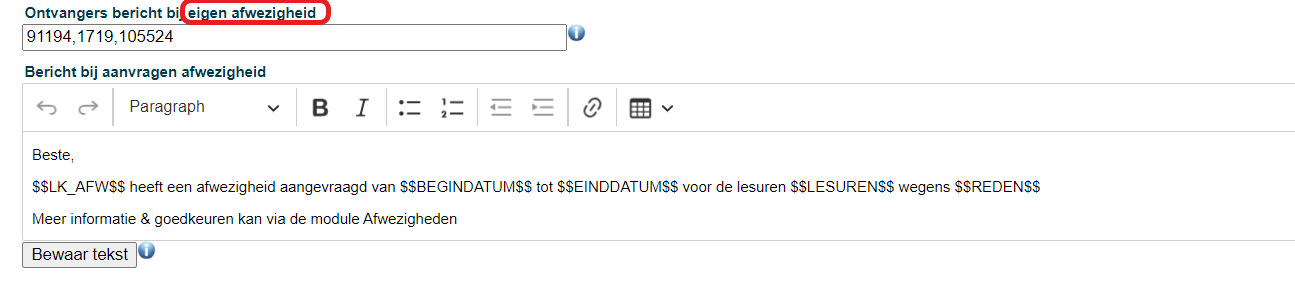 Ontvangers bericht bij eigen afwezigheid
91194,1719,105524
Bericht bij aanvragen afwezigheid
Paragraph
Beste,
$$LK_AFW$$ heeft een afwezigheid aangevraagd van $$BEGINDATUM$$ tot $$EINDDATUM$$ voor de lesuren $$LESUREN$$ wegens $$REDEN$$
Meer informatie & goedkeuren kan via de module Afwezigheden
Bewaar tekst